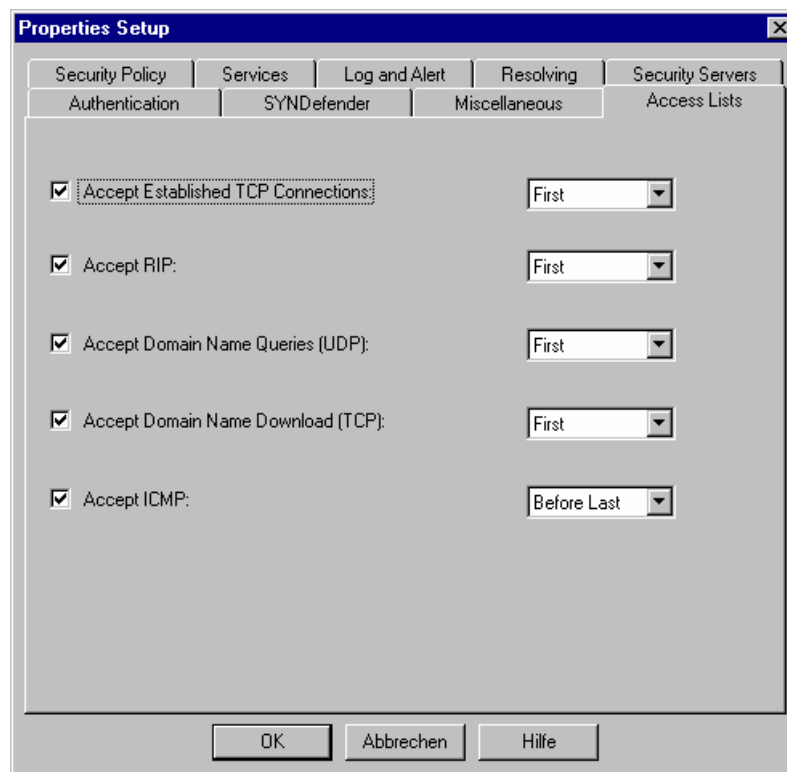 Properties Setup
Security Policy Services Log and Alert Resolving Security Servers
Authentication SYNDefender Miscellaneous Access Lists
Accept Established TCP Connections: First
Accept RIP: First
Accept Domain Name Queries (UDP): First
Accept Domain Name Download (TCP): First
Accept ICMP: Before Last
OK Abbrechen Hilfe